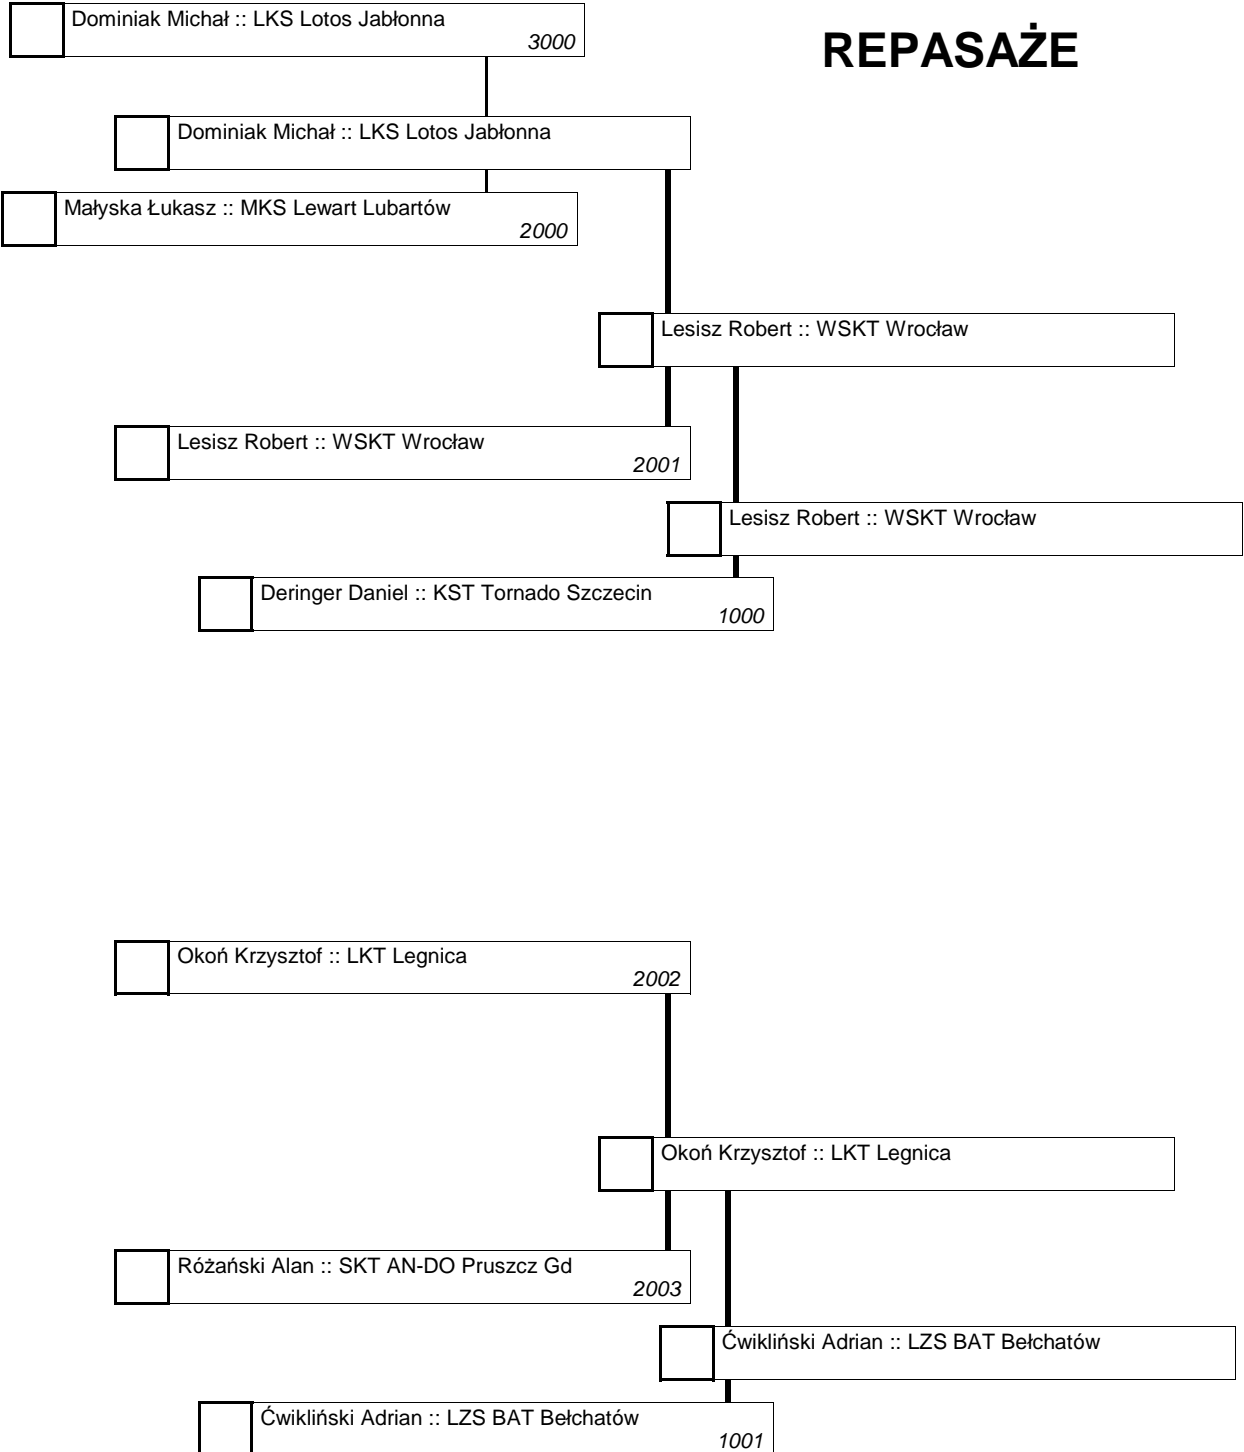 Dominiak Michał :: LKS Lotos Jabłonna
3000
REPASAŻE
Dominiak Michał :: LKS Lotos Jabłonna
Małyska Łukasz :: MKS Lewart Lubartów
2000
Lesisz Robert :: WSKT Wrocław
Lesisz Robert :: WSKT Wrocław
2001
Lesisz Robert :: WSKT Wrocław
Deringer Daniel :: KST Tornado Szczecin
1000
Okoń Krzysztof :: LKT Legnica
2002
Okoń Krzysztof :: LKT Legnica
Różański Alan :: SKT AN-DO Pruszcz Gd
2003
Ćwikliński Adrian :: LZS BAT Bełchatów
Ćwikliński Adrian :: LZS BAT Bełchatów
1001